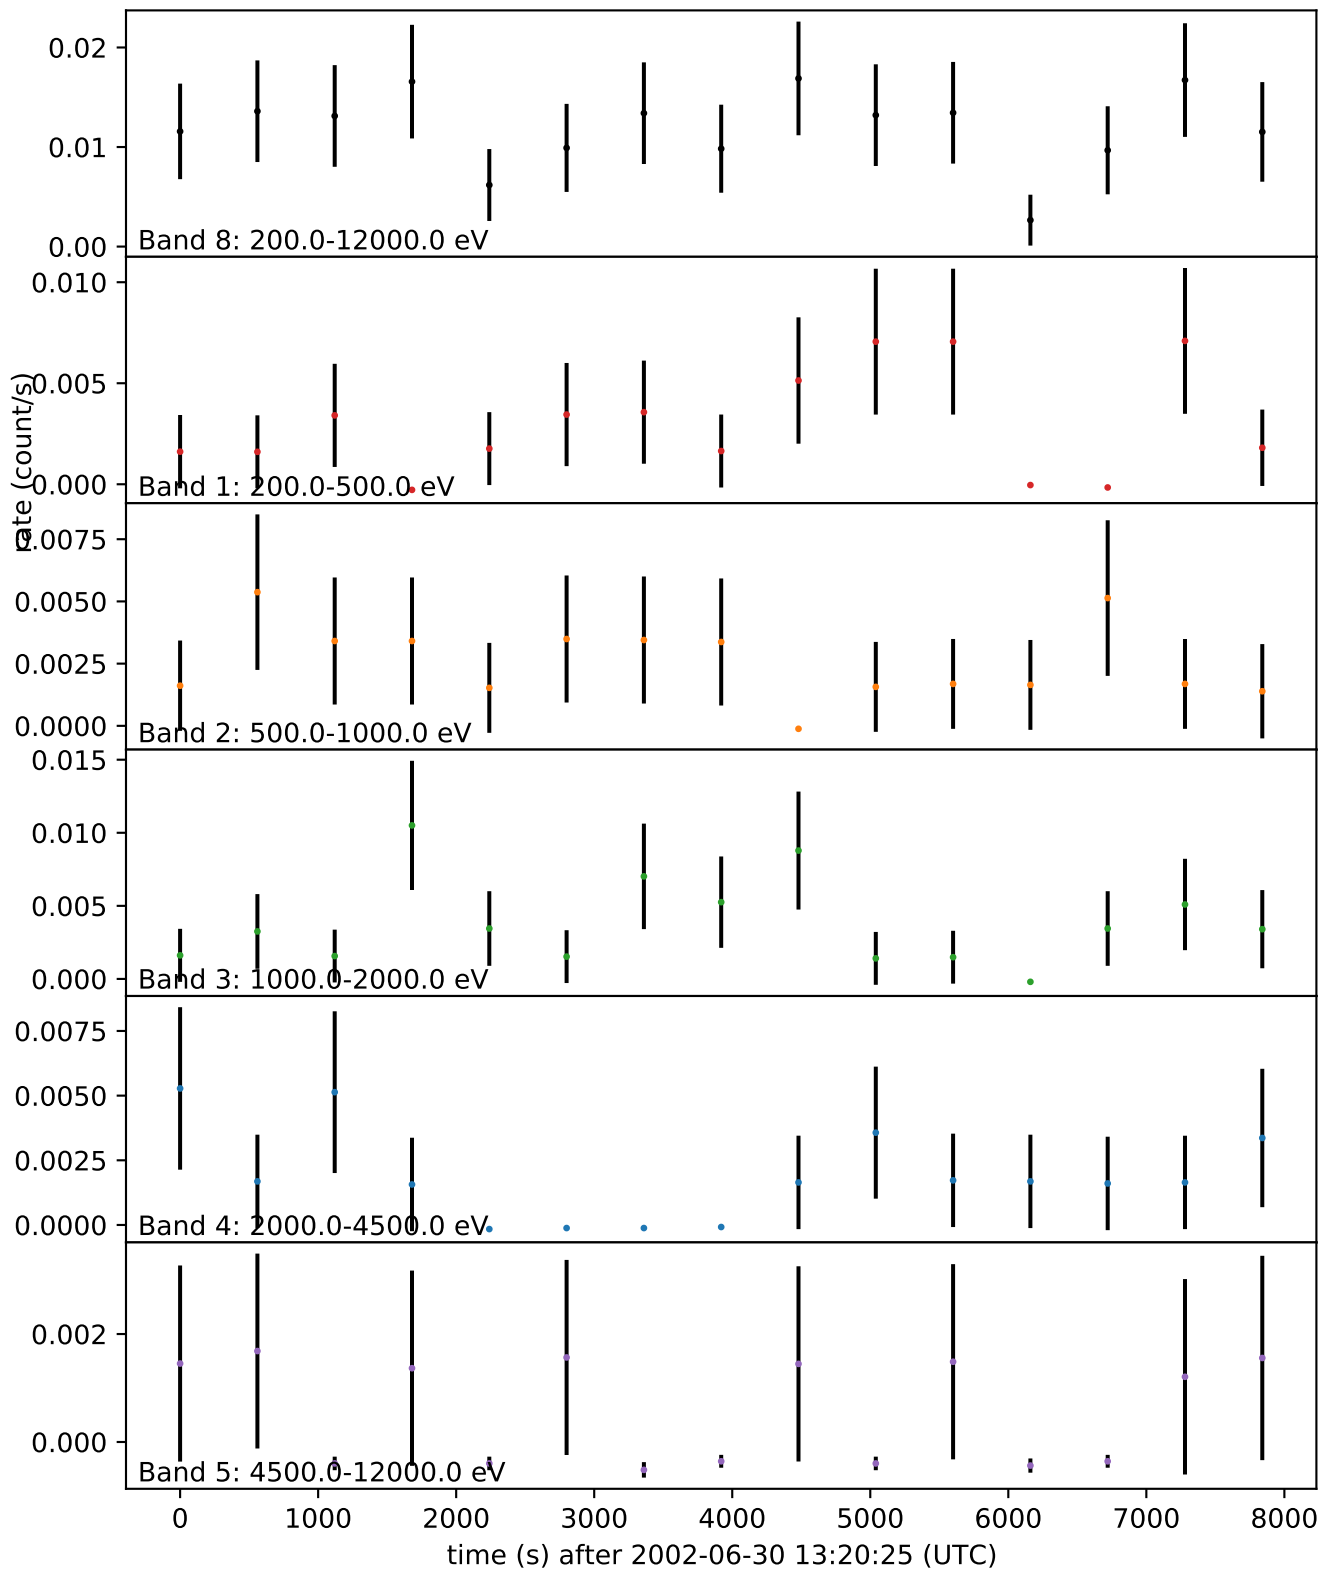 0.02
0.01
0.00
Band 8: 200.0-12000.0 eV
0.010
0.005
0.000
Band 1: 200.0-500.0 eV
rate (count/s)
0.0075
0.0050
0.0025
0.0000
Band 2: 500.0-1000.0 eV
0.015
0.010
0.005
0.000
Band 3: 1000.0-2000.0 eV
0.0075
0.0050
0.0025
0.0000
Band 4: 2000.0-4500.0 eV
0.002
0.000
Band 5: 4500.0-12000.0 eV
0 1000 2000 3000 4000 5000 6000 7000 8000
time (s) after 2002-06-30 13:20:25 (UTC)